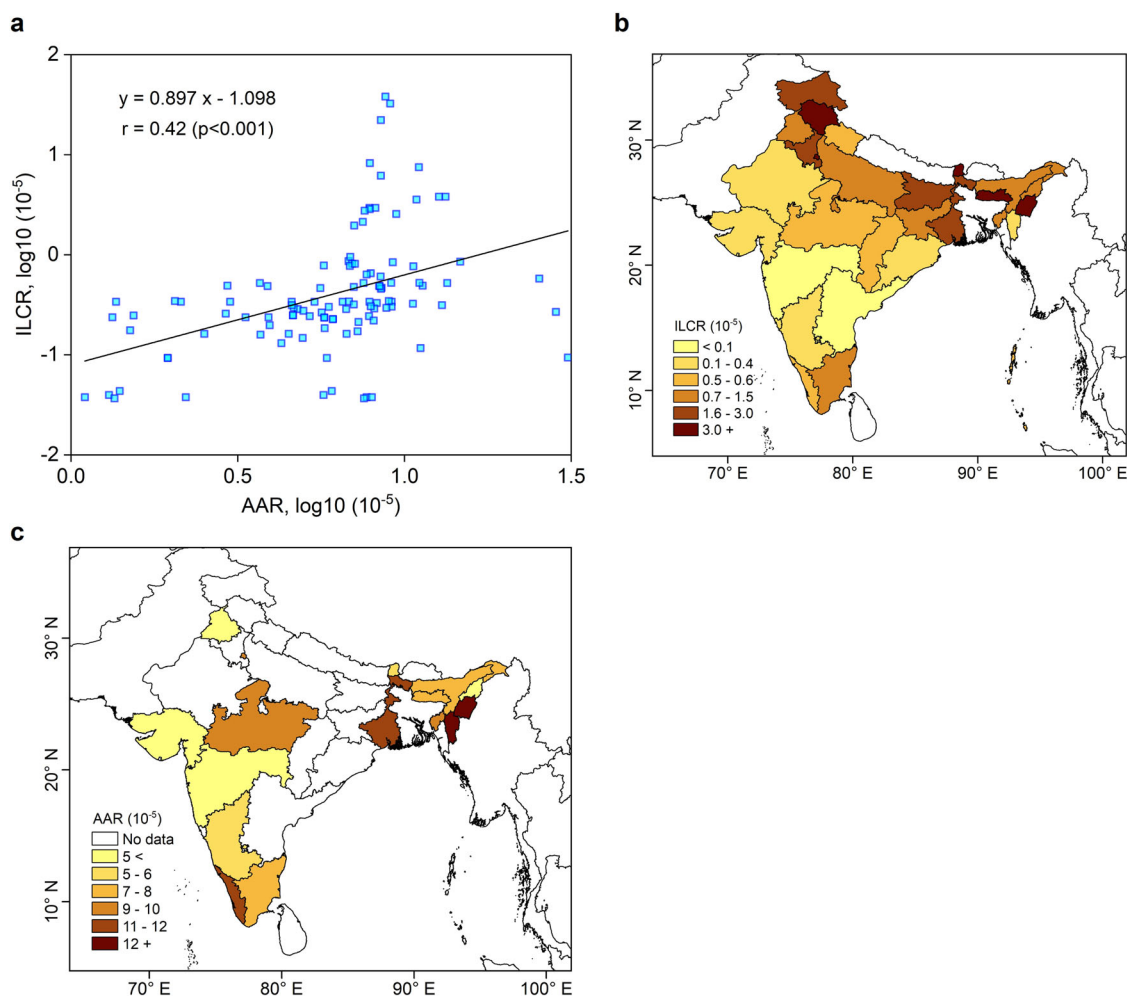 a
y = 0.897 x - 1.098
r = 0.42 (p<0.001)
ILCR, log10 (10⁻⁵)
2
1
0
-1
-2
0.0
0.5
1.0
1.5
AAR, log10 (10⁻⁵)
b
30° N
20° N
10° N
ILCR (10⁻⁵)
< 0.1
0.1 - 0.4
0.5 - 0.6
0.7 - 1.5
1.6 - 3.0
3.0 +
70° E
80° E
90° E
100° E
c
30° N
20° N
10° N
AAR (10⁻⁵)
No data
5 <
5 - 6
7 - 8
9 - 10
11 - 12
12 +
70° E
80° E
90° E
100° E